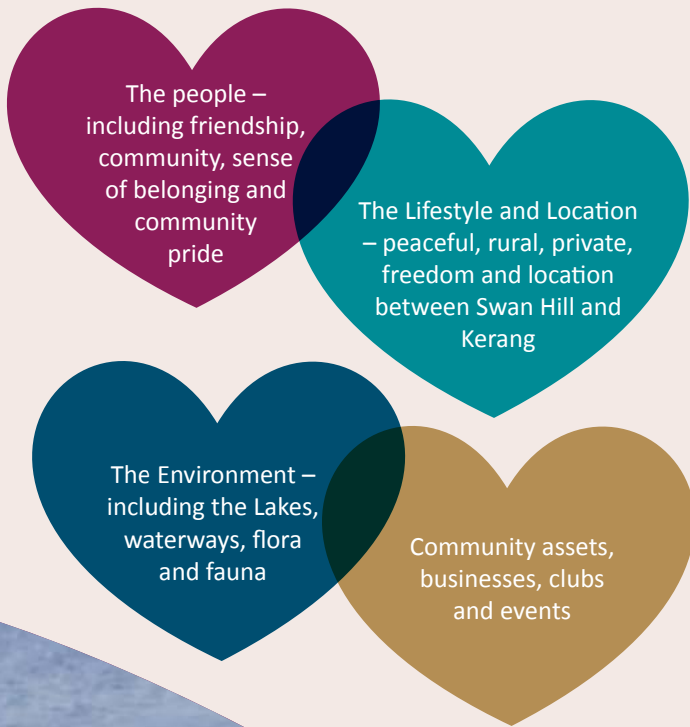 The people –
including friendship,
community, sense
of belonging and
community
pride
The Lifestyle and Location
– peaceful, rural, private,
freedom and location
between Swan Hill and
Kerang
The Environment –
including the Lakes,
waterways, flora
and fauna
Community assets,
businesses, clubs
and events